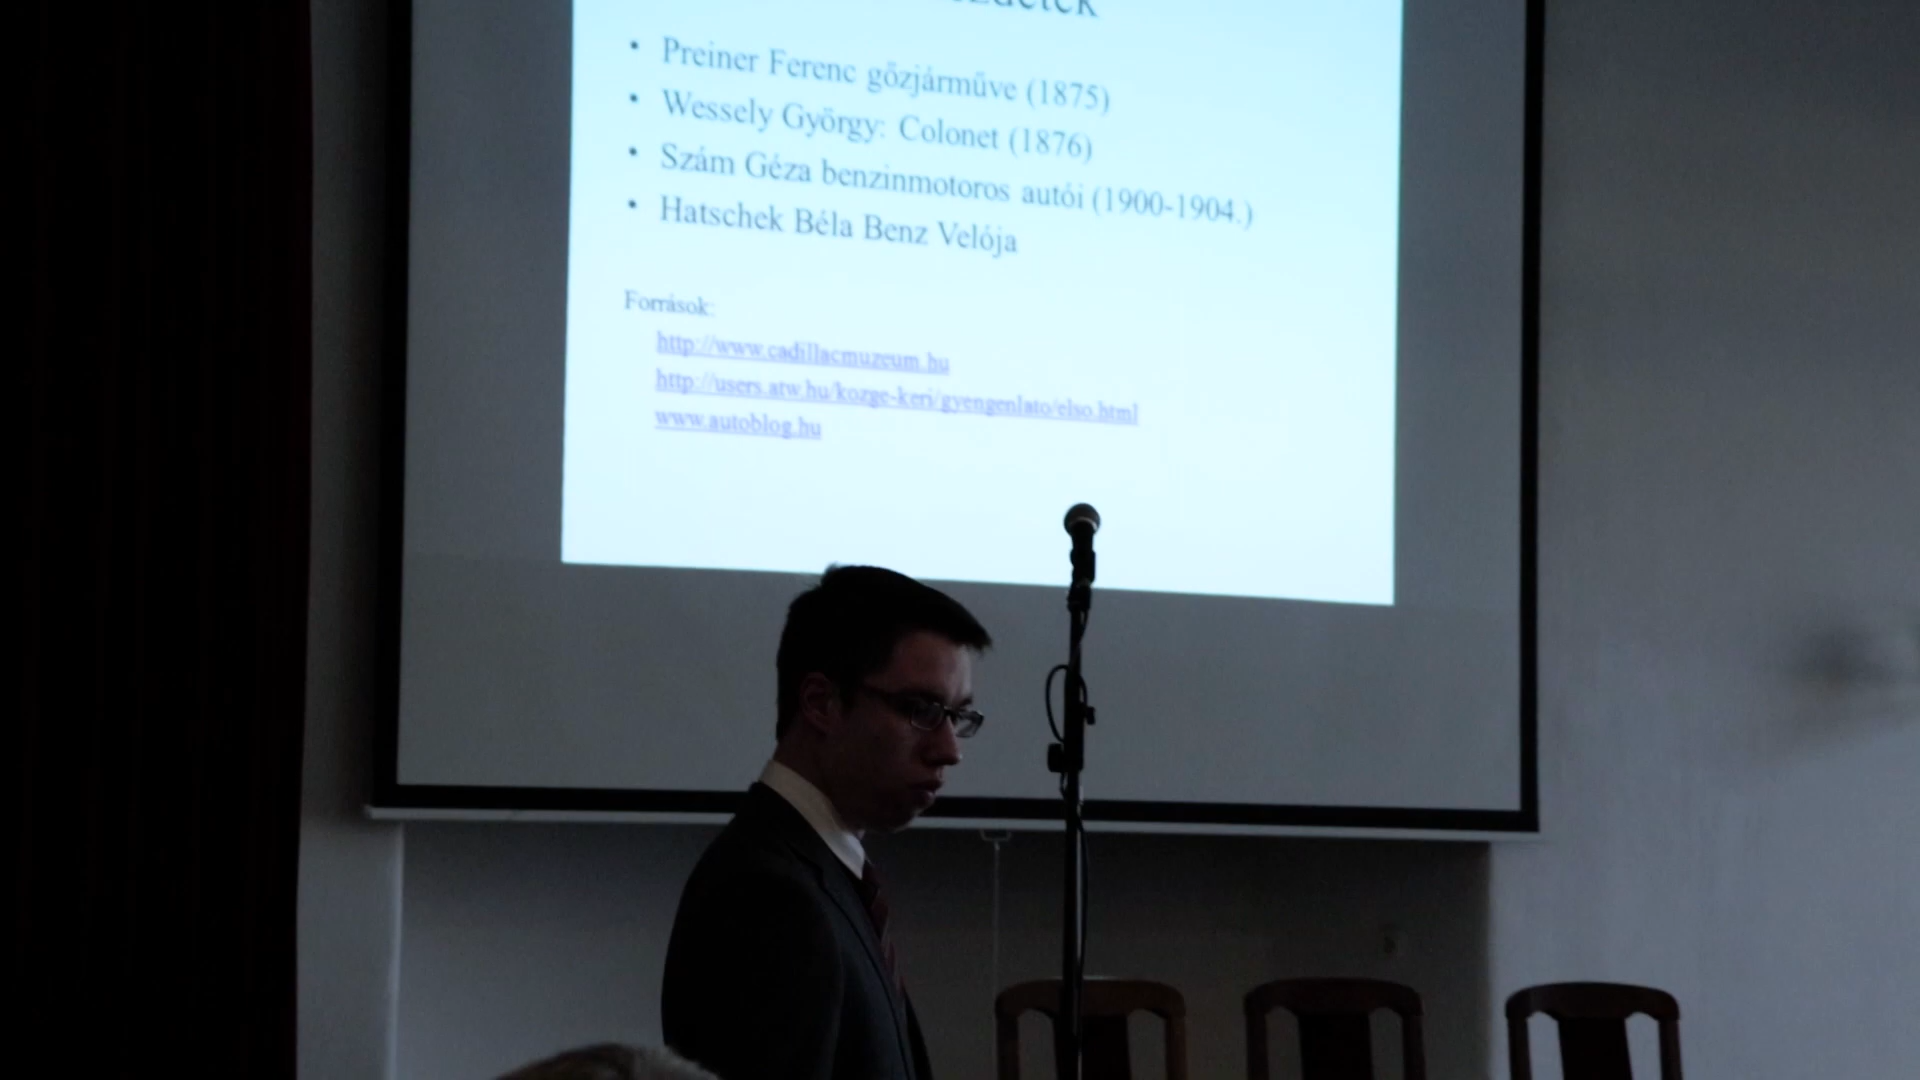 • Preiner Ferenc gőzjárműve (1875)
• Wessely György: Colonet (1876)
• Szám Géza benzinmotoros autói (1900-1904.)
• Hatschek Béla Benz Velója
Források:
http://www.cadillacmuzeum.hu
http://users.atw.hu/kozge-keri/gyengenlato/elso.html
www.autoblog.hu